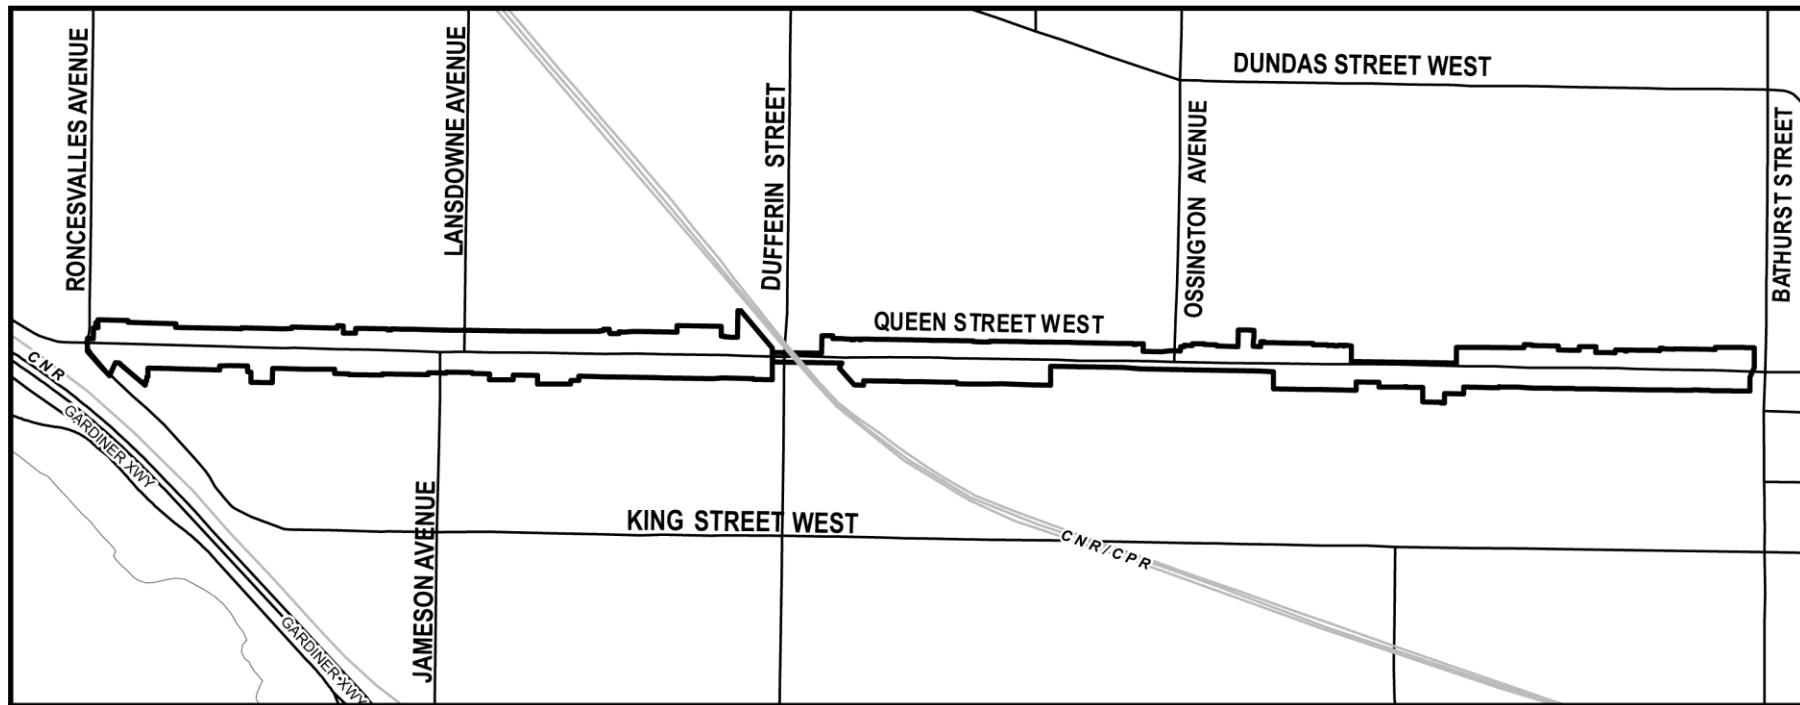 DUNDAS STREET WEST
RONCESVALLES AVENUE
LANSDOWNE AVENUE
DUFFERIN STREET
OSSINGTON AVENUE
BATHURST STREET
QUEEN STREET WEST
CNR
GARDINER XWY
JAMESON AVENUE
KING STREET WEST
CNR/CPR
GARDINER XWY